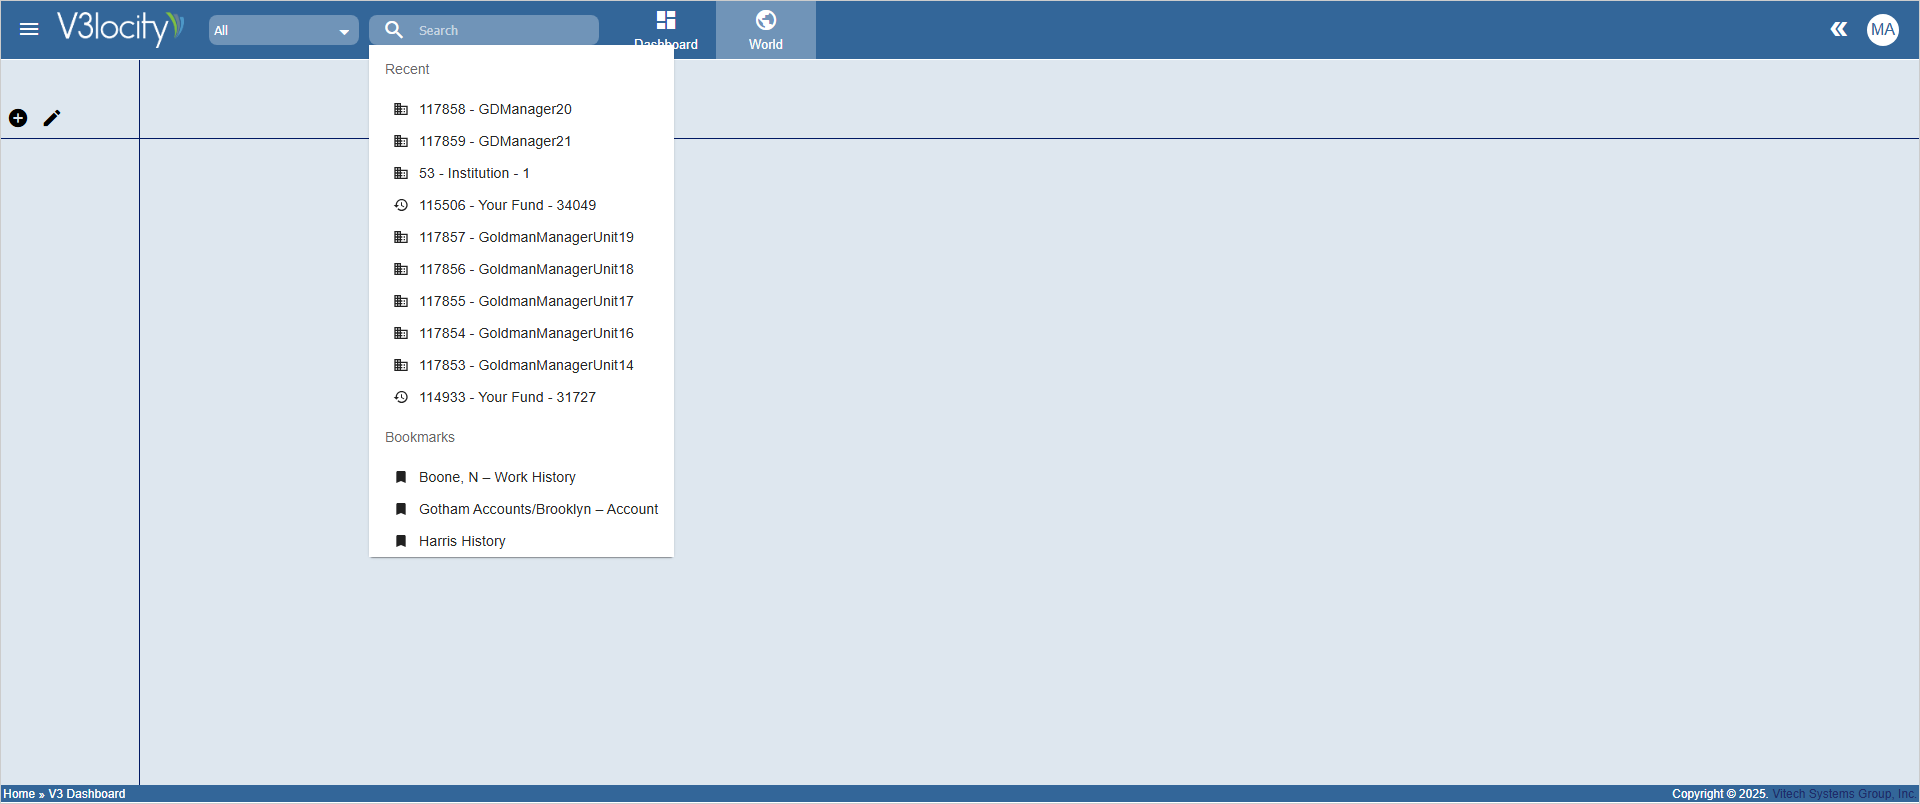 V3locity
All
Search
Dashboard
World
MA
Recent
117858 - GDManager20
117859 - GDManager21
53 - Institution - 1
115506 - Your Fund - 34049
117857 - GoldmanManagerUnit19
117856 - GoldmanManagerUnit18
117855 - GoldmanManagerUnit17
117854 - GoldmanManagerUnit16
117853 - GoldmanManagerUnit14
114933 - Your Fund - 31727
Bookmarks
Boone, N – Work History
Gotham Accounts/Brooklyn – Account
Harris History
Home » V3 Dashboard
Copyright © 2025. Vitech Systems Group, Inc.